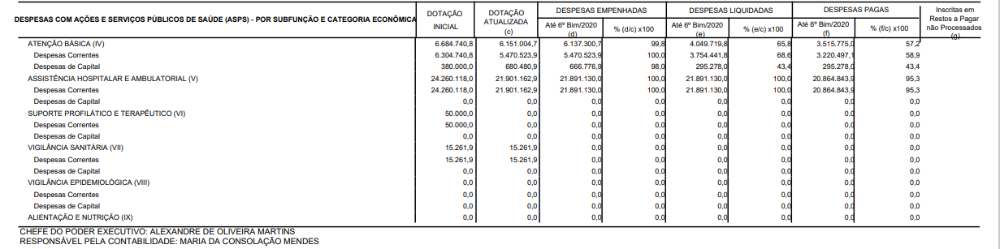 DESPESAS COM AÇÕES E SERVIÇOS PÚBLICOS DE SAÚDE (ASPS) - POR SUBFUNÇÃO E CATEGORIA ECONÔMICA DOTAÇÃO INICIAL DOTAÇÃO ATUALIZADA (c) DESPESAS EMPENHADAS DESPESAS LIQUIDADAS DESPESAS PAGAS Inscritas em Restos a Pagar não Processados (g)
Até 6º Bim/2020 (d) % (d/c) x100 Até 6º Bim/2020 (e) % (e/c) x100 Até 6º Bim/2020 (f) % (f/c) x100
ATENÇÃO BÁSICA (IV) 6.684.740,8 6.151.004,7 6.137.300,7 99,8 4.049.719,8 65,8 3.515.775,0 57,2
Despesas Correntes 6.304.740,8 5.470.523,9 5.470.523,9 100,0 3.754.441,8 68,6 3.220.497,1 58,9
Despesas de Capital 380.000,0 680.480,9 666.776,9 98,0 295.278,0 43,4 295.278,0 43,4
ASSISTÊNCIA HOSPITALAR E AMBULATORIAL (V) 24.260.118,0 21.901.162,9 21.891.130,0 100,0 21.891.130,0 100,0 20.864.843,9 95,3
Despesas Correntes 24.260.118,0 21.901.162,9 21.891.130,0 100,0 21.891.130,0 100,0 20.864.843,9 95,3
Despesas de Capital 0,0 0,0 0,0 0,0 0,0 0,0 0,0 0,0
SUPORTE PROFILÁTICO E TERAPÊUTICO (VI) 50.000,0 0,0 0,0 0,0 0,0 0,0 0,0 0,0
Despesas Correntes 50.000,0 0,0 0,0 0,0 0,0 0,0 0,0 0,0
Despesas de Capital 0,0 0,0 0,0 0,0 0,0 0,0 0,0 0,0
VIGILÂNCIA SANITÁRIA (VII) 15.261,9 15.261,9 0,0 0,0 0,0 0,0 0,0 0,0
Despesas Correntes 15.261,9 15.261,9 0,0 0,0 0,0 0,0 0,0 0,0
Despesas de Capital 0,0 0,0 0,0 0,0 0,0 0,0 0,0 0,0
VIGILÂNCIA EPIDEMIOLÓGICA (VIII) 0,0 0,0 0,0 0,0 0,0 0,0 0,0 0,0
Despesas Correntes 0,0 0,0 0,0 0,0 0,0 0,0 0,0 0,0
Despesas de Capital 0,0 0,0 0,0 0,0 0,0 0,0 0,0 0,0
ALIENTAÇÃO E NUTRIÇÃO (IX) 0,0 0,0 0,0 0,0 0,0 0,0 0,0 0,0
CHEFE DO PODER EXECUTIVO: ALEXANDRE DE OLIVEIRA MARTINS
RESPONSÁVEL PELA CONTABILIDADE: MARIA DA CONSOLAÇÃO MENDES